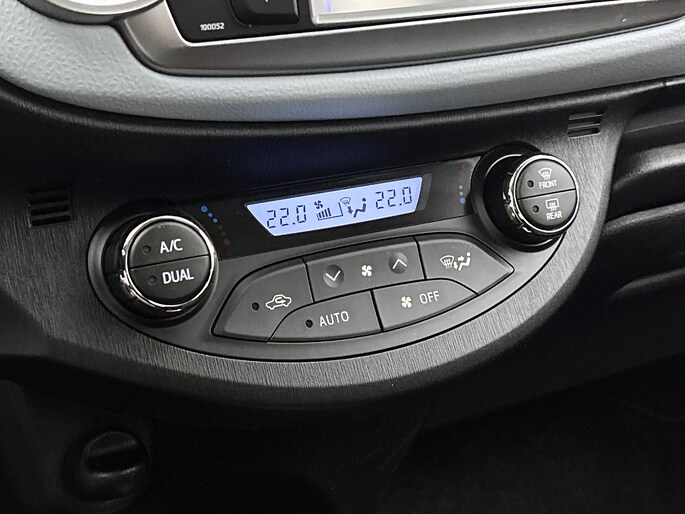 100052
22.0 22.0
FRONT
REAR
A/C
DUAL
AUTO
OFF